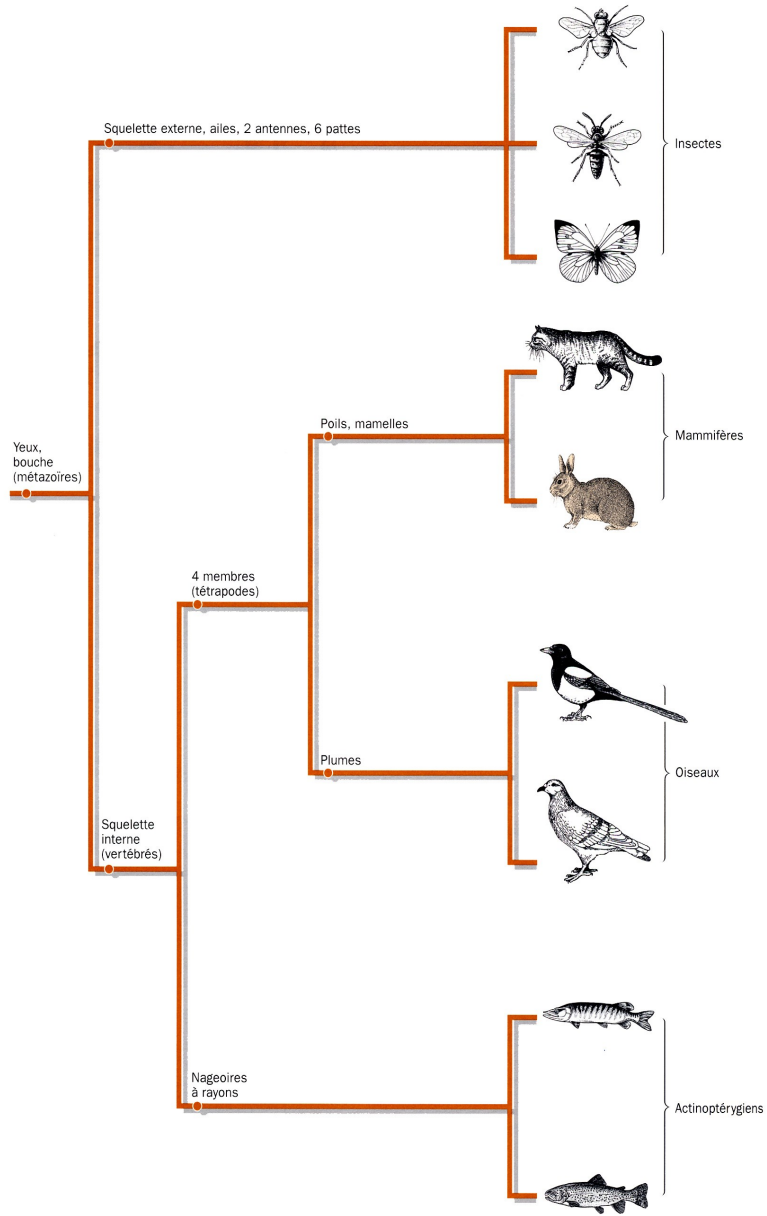 Squelette externe, ailes, 2 antennes, 6 pattes
Insectes
Poils, mamelles
Mammifères
Yeux,
bouche
(métazoïres)
4 membres
(tétrapodes)
Plumes
Oiseaux
Squelette
interne
(vertébrés)
Nageoires
à rayons
Actinoptérygiens